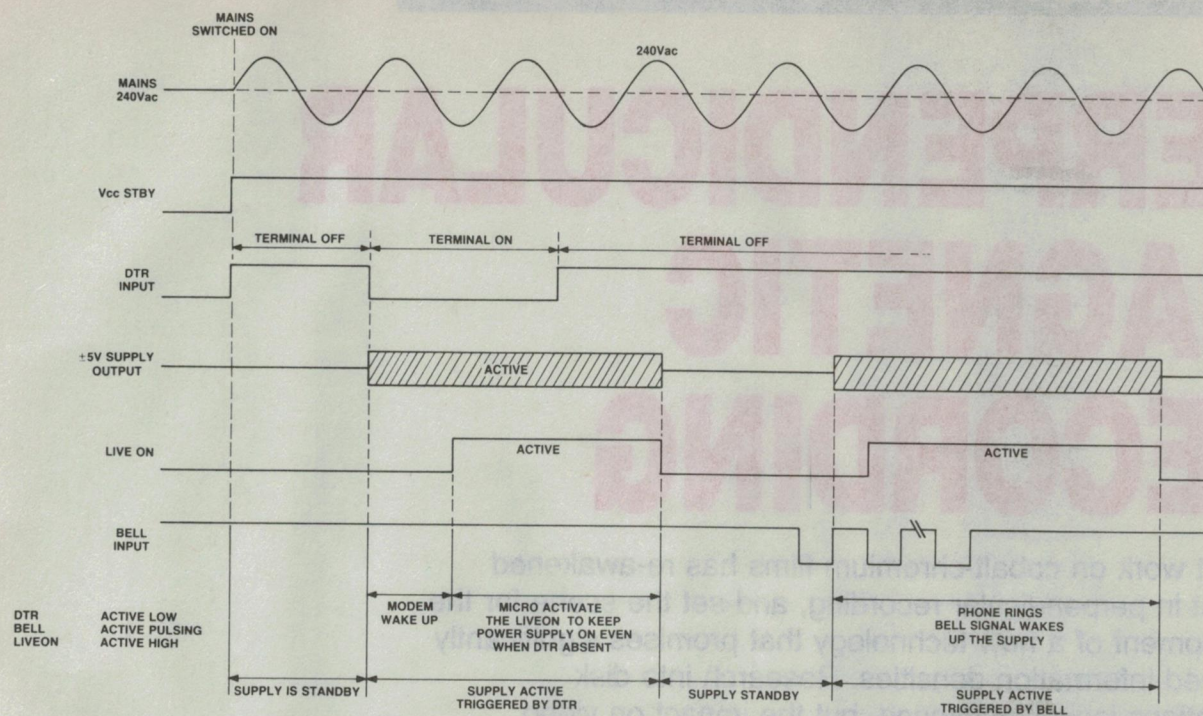 MAINS
SWITCHED ON
240Vac
MAINS
240Vac
Vcc STBY
TERMINAL OFF
TERMINAL ON
TERMINAL OFF
DTR
INPUT
±5V SUPPLY
OUTPUT
ACTIVE
LIVE ON
ACTIVE
ACTIVE
BELL
INPUT
MODEM
WAKE UP
MICRO ACTIVATE
THE LIVEON TO KEEP
POWER SUPPLY ON EVEN
WHEN DTR ABSENT
PHONE RINGS
BELL SIGNAL WAKES
UP THE SUPPLY
DTR ACTIVE LOW
BELL ACTIVE PULSING
LIVEON ACTIVE HIGH
SUPPLY IS STANDBY
SUPPLY ACTIVE
TRIGGERED BY DTR
SUPPLY STANDBY
SUPPLY ACTIVE
TRIGGERED BY BELL